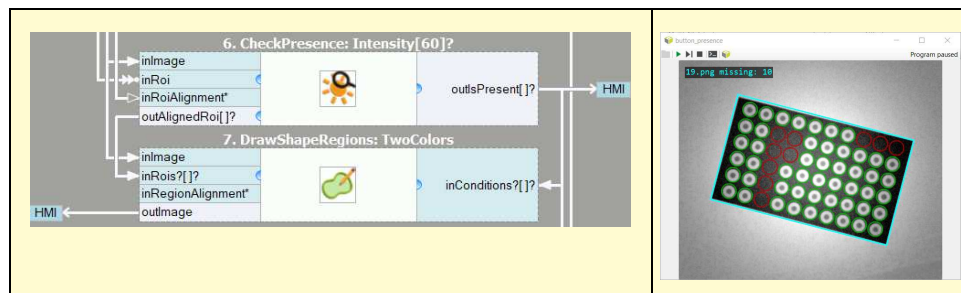 6. CheckPresence: Intensity[60]?
inImage
inRoi
inRoiAlignment*
outAlignedRoi[]?
outIsPresent[]?
HMI
7. DrawShapeRegions: TwoColors
inImage
inRois?[]?
inRegionAlignment*
outImage
inConditions?[]?
HMI
button_presence
Program paused
19.png missing: 10